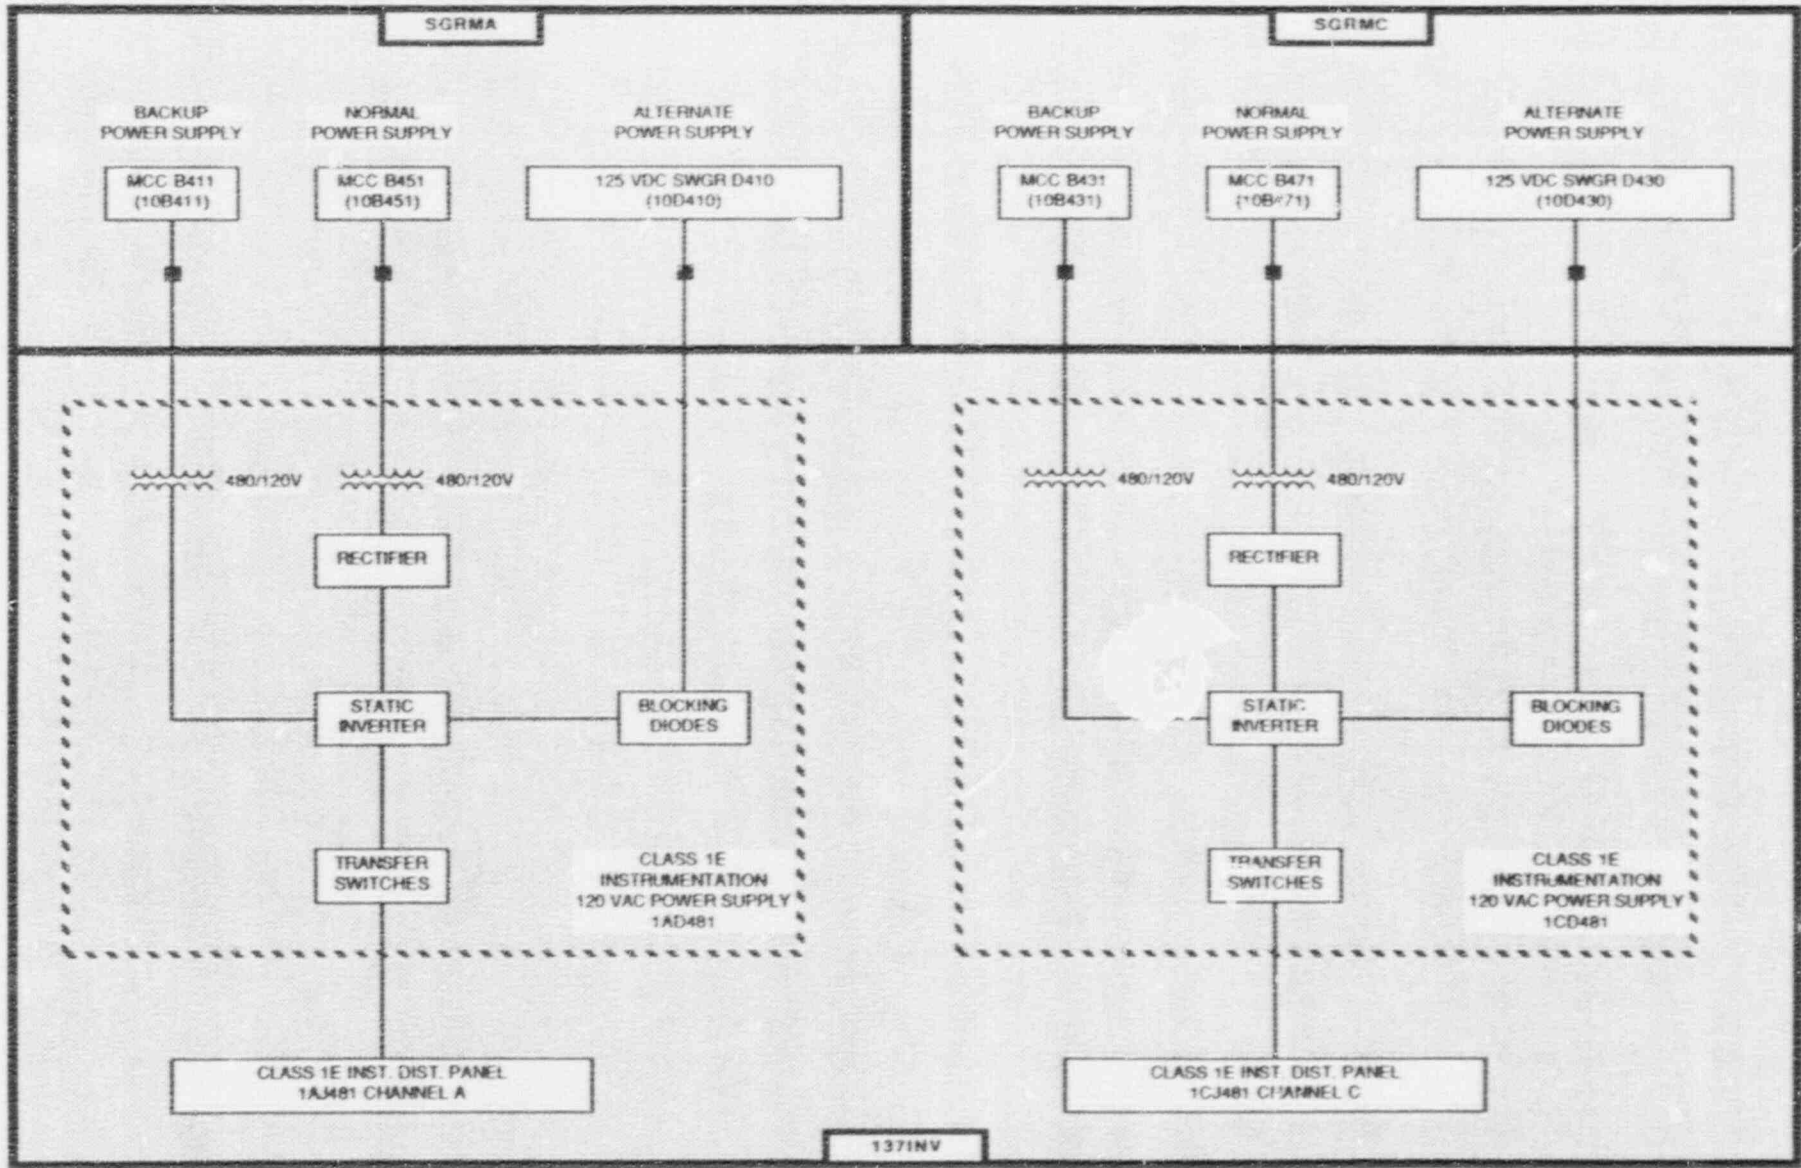 SGRMA
SGRMC
BACKUP
POWER SUPPLY
NORMAL
POWER SUPPLY
ALTERNATE
POWER SUPPLY
BACKUP
POWER SUPPLY
NORMAL
POWER SUPPLY
ALTERNATE
POWER SUPPLY
MCC B411
(10B411)
MCC B451
(10B451)
125 VDC SWGR D410
(10D410)
MCC B431
(10B431)
MCC B471
(10B471)
125 VDC SWGR D430
(10D430)
480/120V
480/120V
480/120V
480/120V
RECTIFIER
RECTIFIER
STATIC
INVERTER
BLOCKING
DIODES
STATIC
INVERTER
BLOCKING
DIODES
TRANSFER
SWITCHES
CLASS 1E
INSTRUMENTATION
120 VAC POWER SUPPLY
1AD481
TRANSFER
SWITCHES
CLASS 1E
INSTRUMENTATION
120 VAC POWER SUPPLY
1CD481
CLASS 1E INST. DIST. PANEL
1AJ481 CHANNEL A
CLASS 1E INST. DIST. PANEL
1CJ481 CHANNEL C
137INV